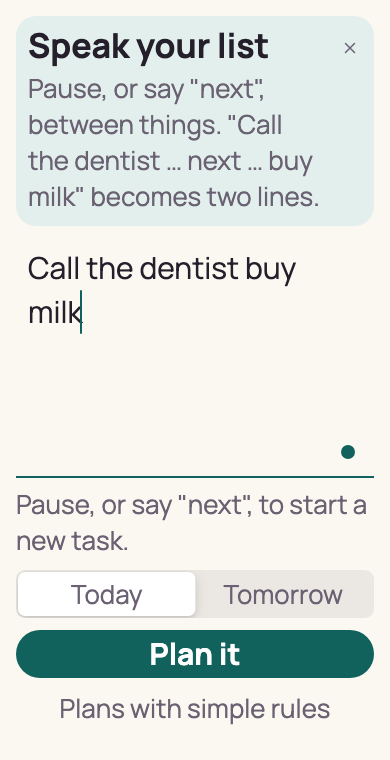 Speak your list
×
Pause, or say "next",
between things. "Call
the dentist ... next ... buy
milk" becomes two lines.
Call the dentist buy
milk
Pause, or say "next", to start a
new task.
Today Tomorrow
Plan it
Plans with simple rules